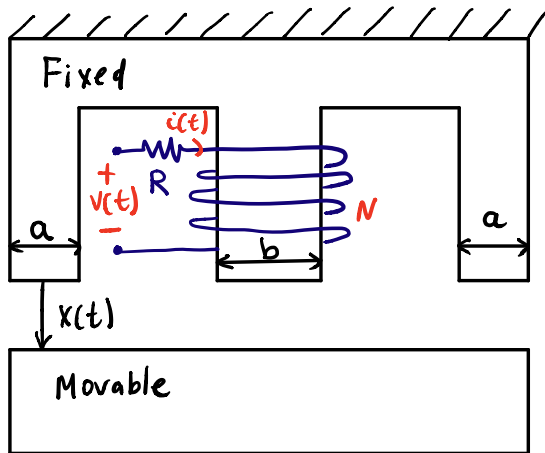 Fixed
i(t)
+
R
v(t)
-
N
a
b
a
x(t)
Movable